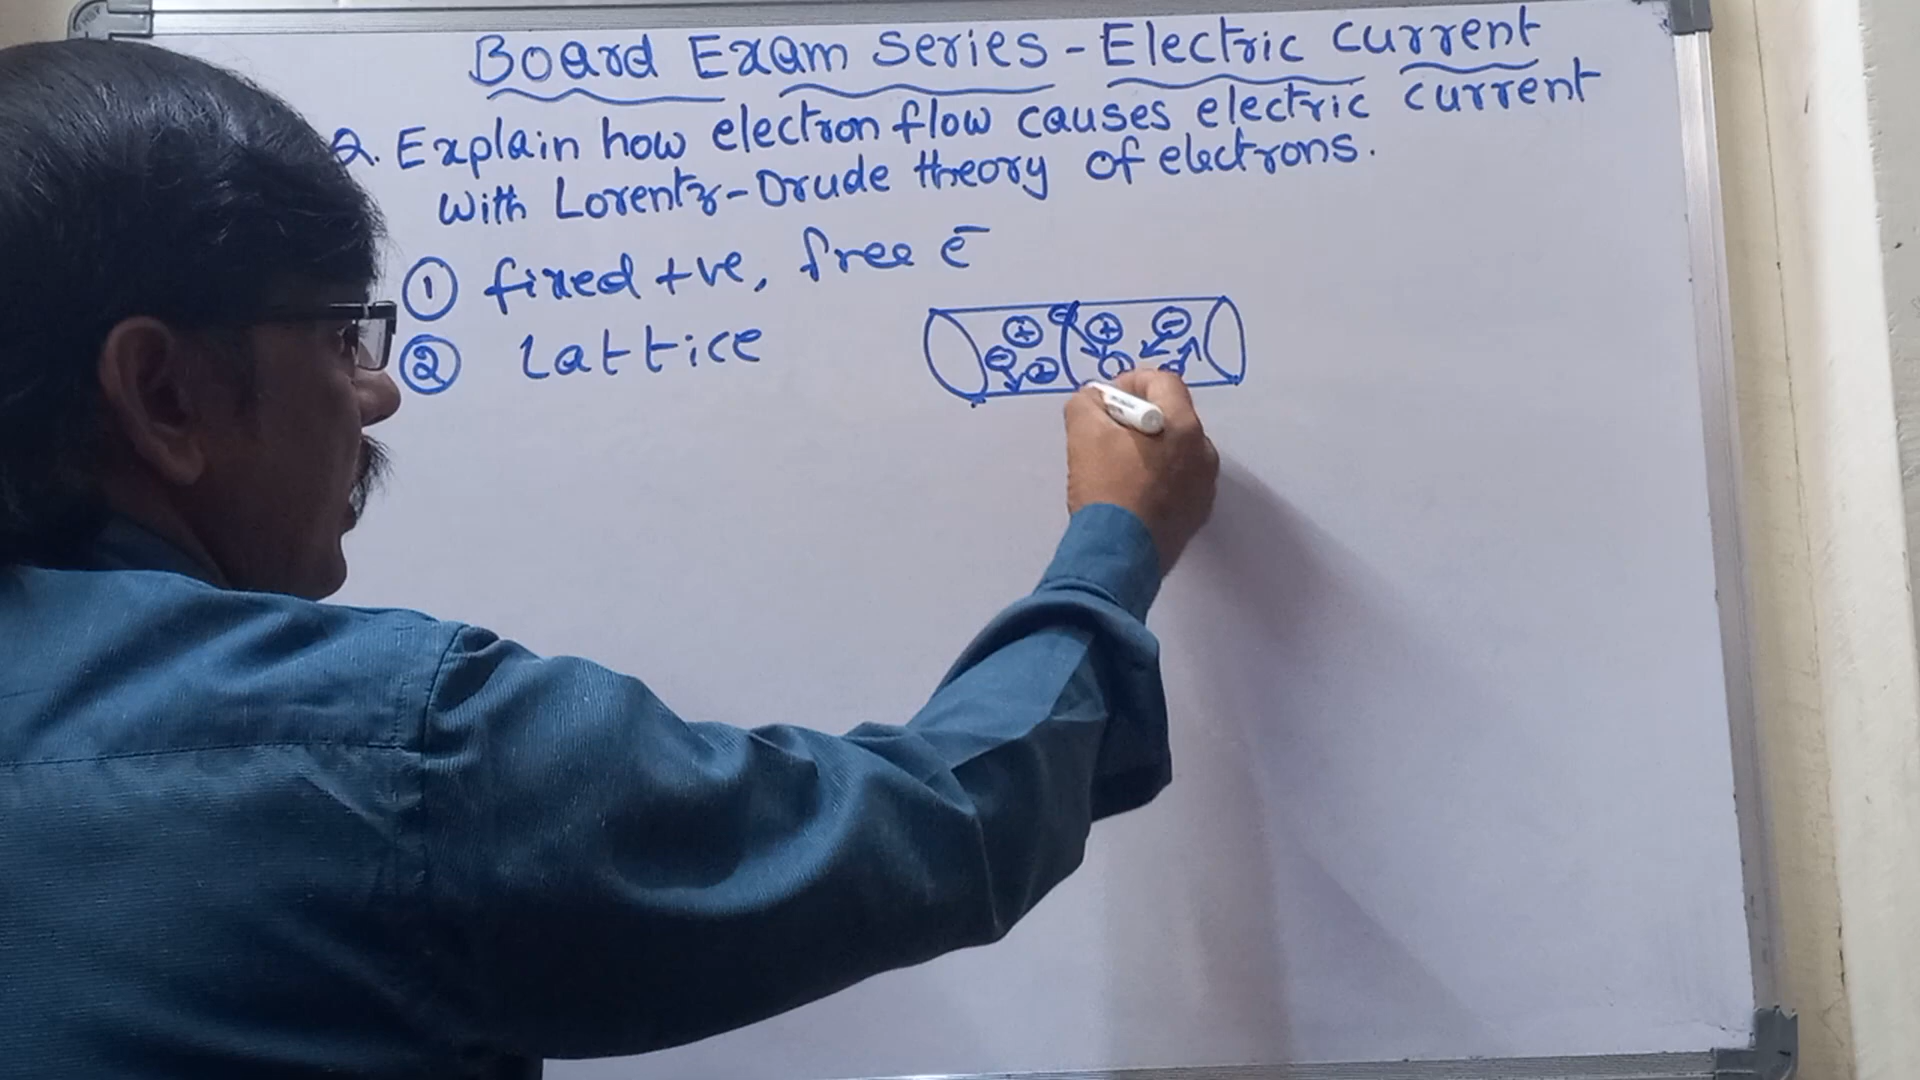 Board Exam Series - Electric Current
2. Explain how electron flow causes electric current
with Lorentz-Drude theory of electrons.
① fixed +ve, free e⁻
② Lattice